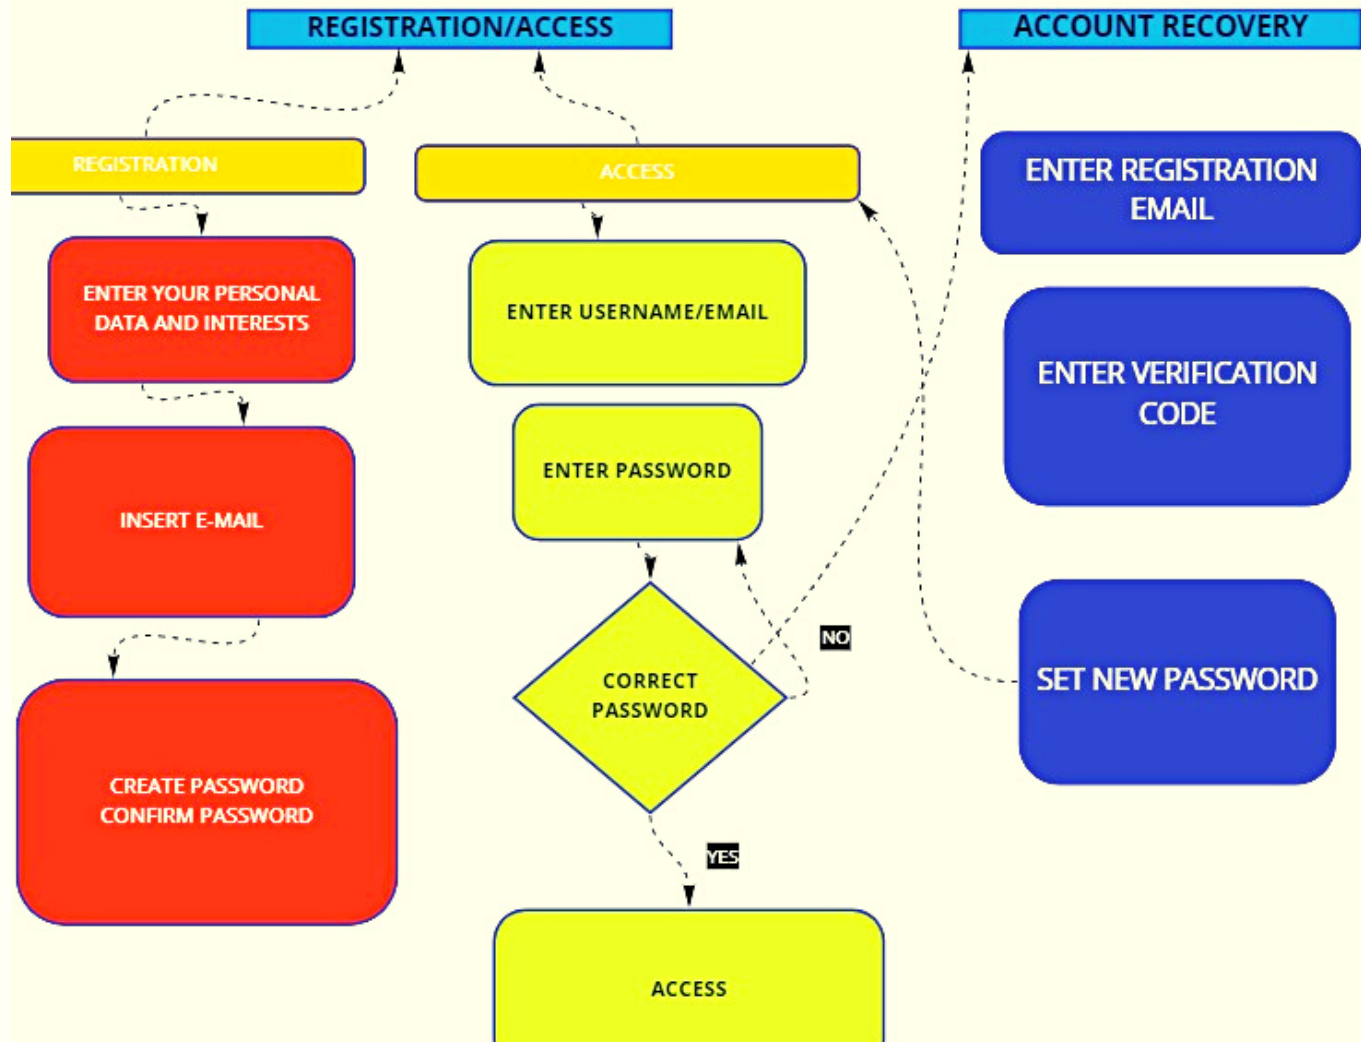 REGISTRATION/ACCESS
ACCOUNT RECOVERY
REGISTRATION
ACCESS
ENTER REGISTRATION
EMAIL
ENTER YOUR PERSONAL
DATA AND INTERESTS
ENTER USERNAME/EMAIL
ENTER VERIFICATION
CODE
INSERT E-MAIL
ENTER PASSWORD
NO
CORRECT
PASSWORD
SET NEW PASSWORD
CREATE PASSWORD
CONFIRM PASSWORD
YES
ACCESS